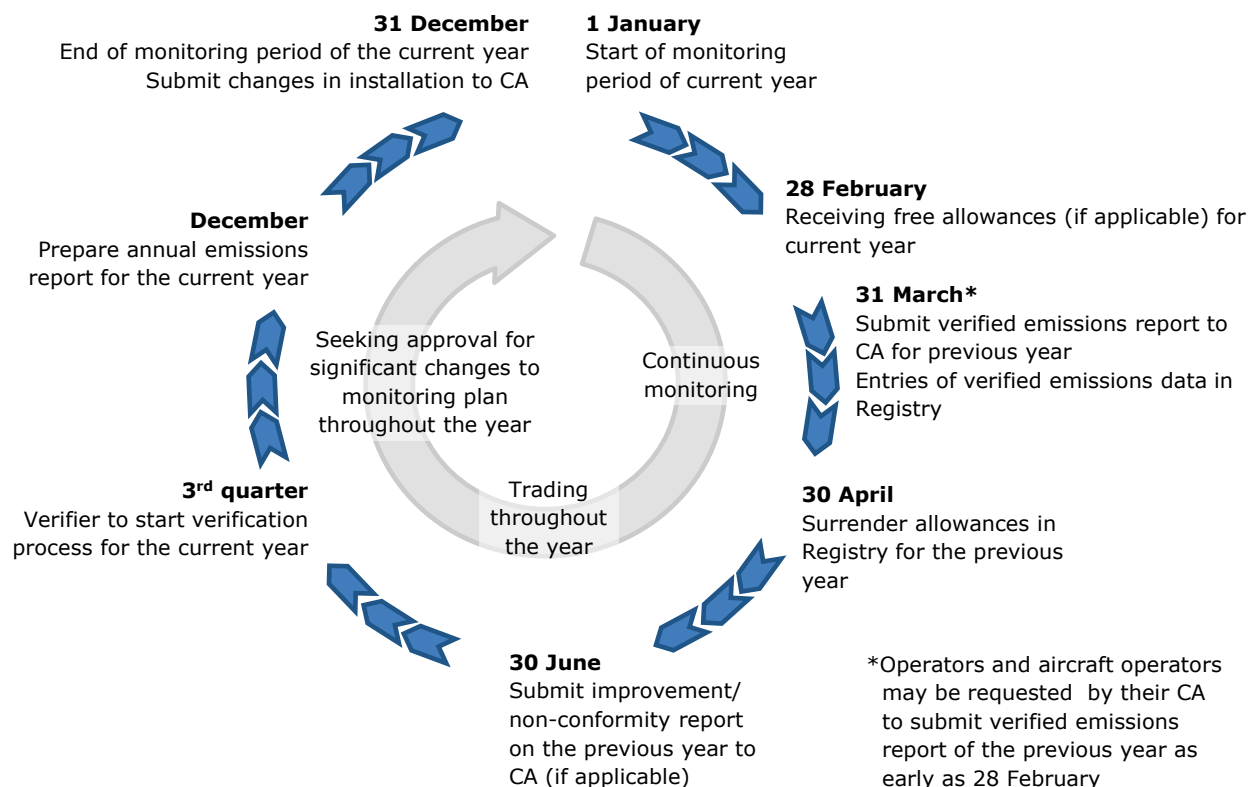 31 December
End of monitoring period of the current year
Submit changes in installation to CA
1 January
Start of monitoring
period of current year
28 February
Receiving free allowances (if applicable) for
current year
31 March*
Submit verified emissions report to
CA for previous year
Entries of verified emissions data in
Registry
30 April
Surrender allowances in
Registry for the previous
year
30 June
Submit improvement/
non-conformity report
on the previous year to
CA (if applicable)
3rd quarter
Verifier to start verification
process for the current year
December
Prepare annual emissions
report for the current year
Seeking approval for
significant changes to
monitoring plan
throughout the year
Continuous
monitoring
Trading
throughout
the year
*Operators and aircraft operators
may be requested by their CA
to submit verified emissions
report of the previous year as
early as 28 February